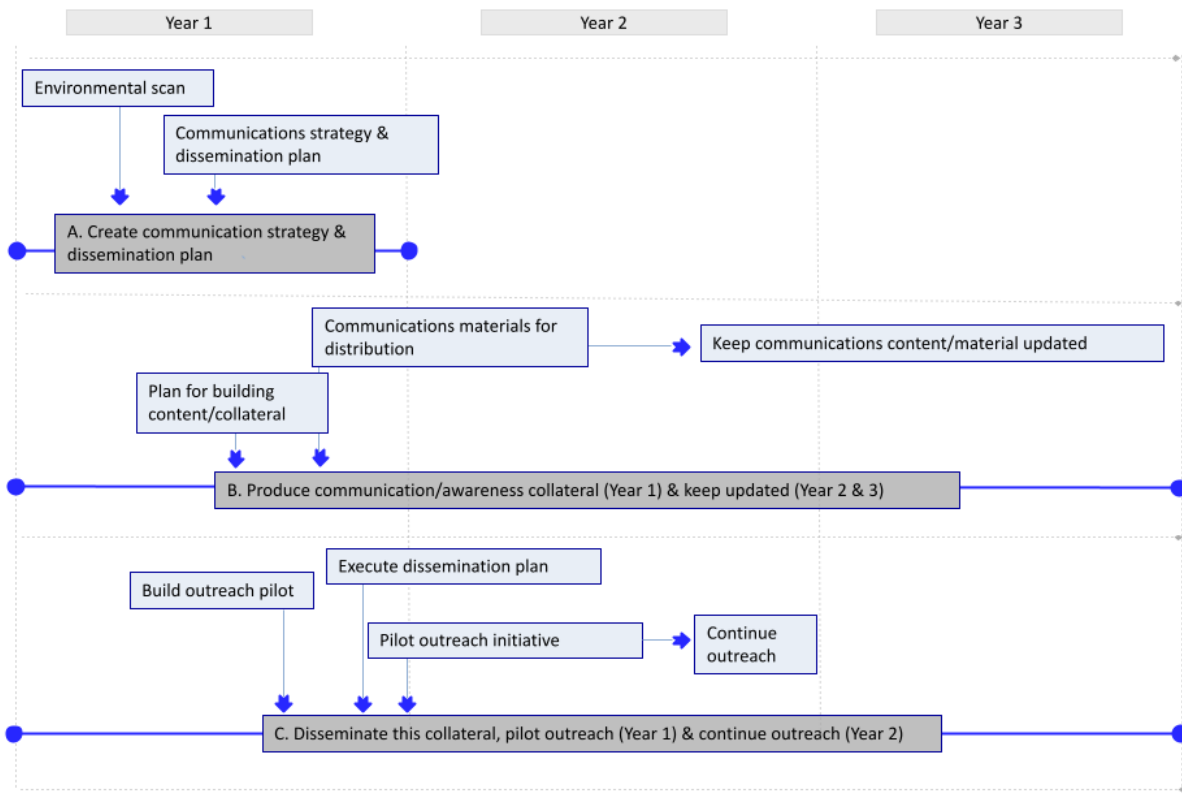 Year 1
Year 2
Year 3
Environmental scan
Communications strategy &
dissemination plan
A. Create communication strategy &
dissemination plan
Communications materials for
distribution
Keep communications content/material updated
Plan for building
content/collateral
B. Produce communication/awareness collateral (Year 1) & keep updated (Year 2 & 3)
Execute dissemination plan
Build outreach pilot
Pilot outreach initiative
Continue
outreach
C. Disseminate this collateral, pilot outreach (Year 1) & continue outreach (Year 2)